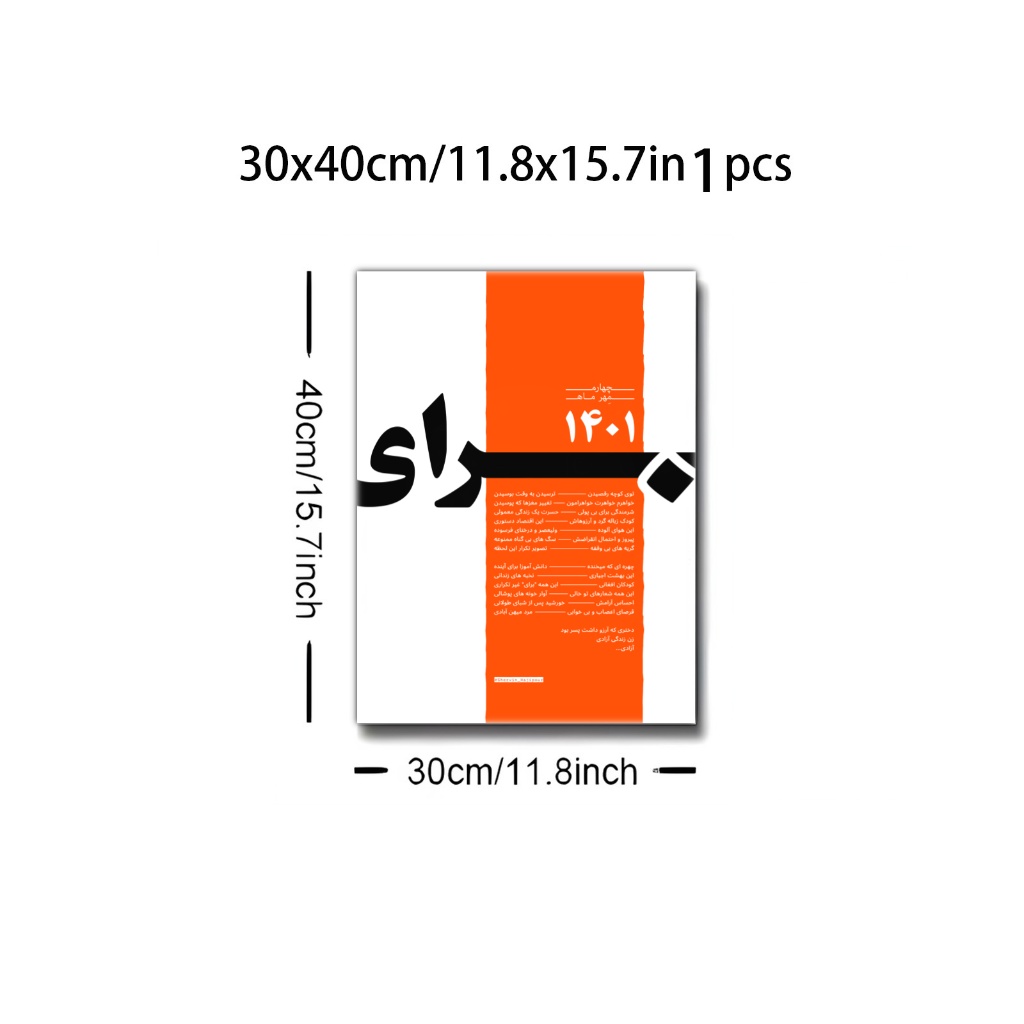 30x40cm/11.8x15.7in 1 pcs
40cm/15.7inch
چهارم
مهر ماه
۱۴۰۱
برای
توی کوچه رقصیدن — ترسیدن به وقت بوسیدن
خواهرم خواهرت خواهرامون — تغییر مغزها که پوسیدن
شرمندگی برای بی پولی — حسرت یک زندگی معمولی
کودک زباله گرد و آرزوهاش — این اقتصاد دستوری
این هوای آلوده — ولیعصر و درختای فرسوده
پیروز و احتمال انقراضش — سگ های بی گناه ممنوعه
گریه های بی وقفه — تصویر تکرار این لحظه
چهره ای که میخنده — دانش آموزا برای آینده
این بهشت اجباری — نخبه های زندانی
کودکان افغانی — این همه "برای" غیر تکراری
این همه شعارهای تو خالی — آوار خونه های پوشالی
احساس آرامش — خورشید پس از شبای طولانی
قرصای اعصاب و بی خوابی — مرد میهن آبادی
دختری که آرزو داشت پسر بود
زن زندگی آزادی
آزادی...
30cm/11.8inch